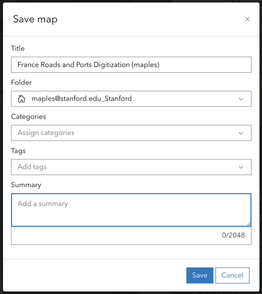 Save map
×
Title
France Roads and Ports Digitization (maples)
Folder
maples@stanford.edu_Stanford
Categories
Assign categories
Tags
Add tags
Summary
Add a summary
0/2048
Save Cancel